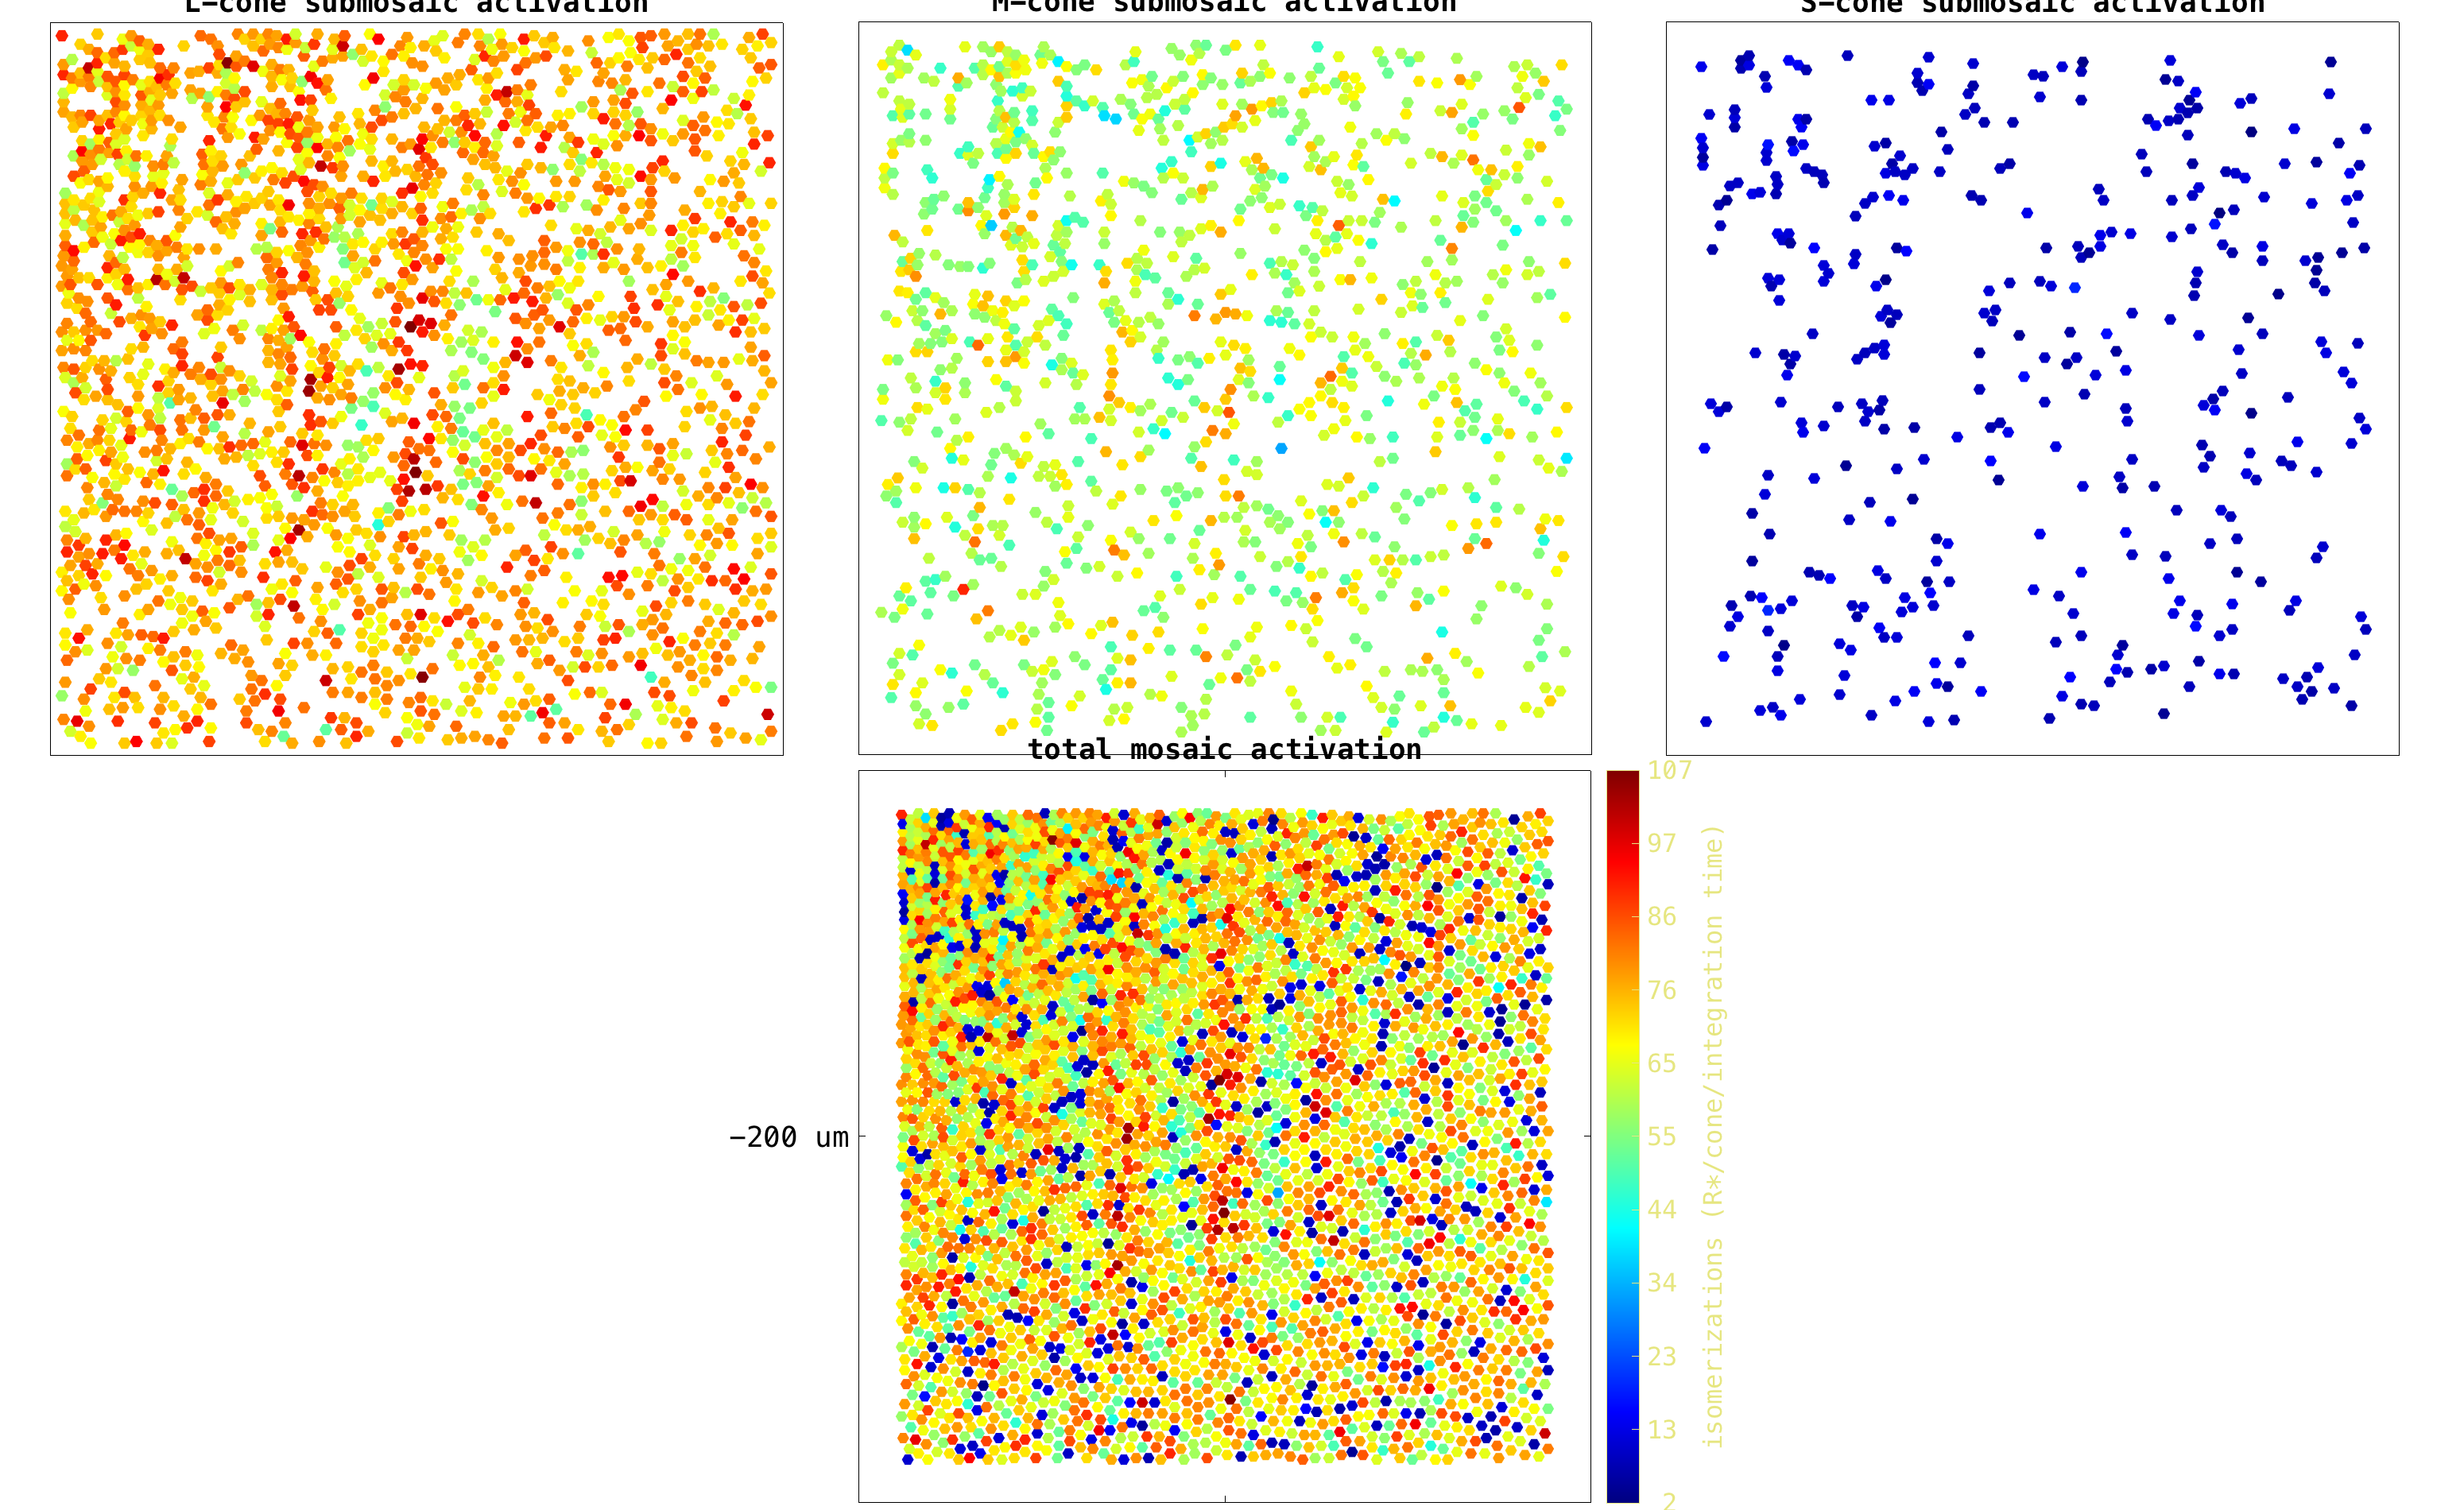 L-cone submosaic activation
M-cone submosaic activation
S-cone submosaic activation
total mosaic activation
-200 um
107
97
86
76
65
55
44
34
23
13
2
isomerizations (R*/cone/integration time)